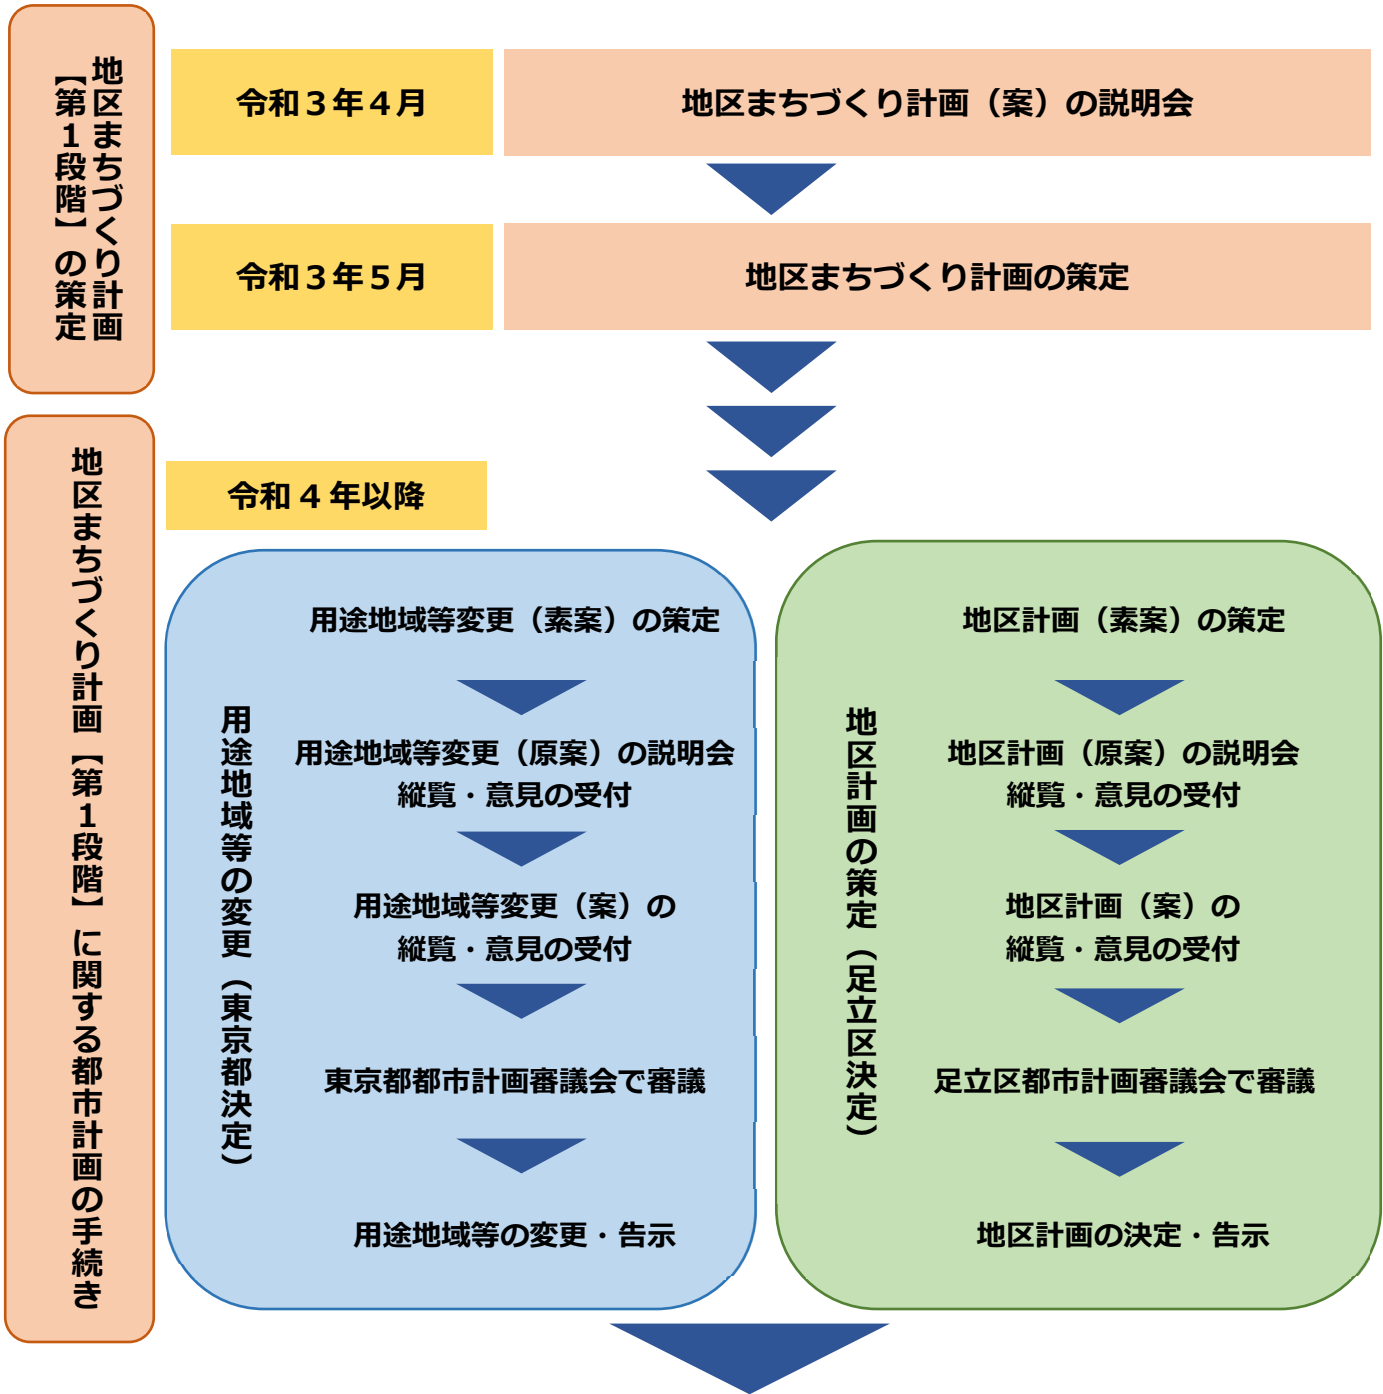 地区まちづくり計画
【第１段階】の策定
令和３年４月
地区まちづくり計画（案）の説明会
令和３年５月
地区まちづくり計画の策定
地区まちづくり計画【第１段階】に関する都市計画の手続き
令和４年以降
用途地域等の変更（東京都決定）
用途地域等変更（素案）の策定
用途地域等変更（原案）の説明会
縦覧・意見の受付
用途地域等変更（案）の
縦覧・意見の受付
東京都都市計画審議会で審議
用途地域等の変更・告示
地区計画の策定（足立区決定）
地区計画（素案）の策定
地区計画（原案）の説明会
縦覧・意見の受付
地区計画（案）の
縦覧・意見の受付
足立区都市計画審議会で審議
地区計画の決定・告示